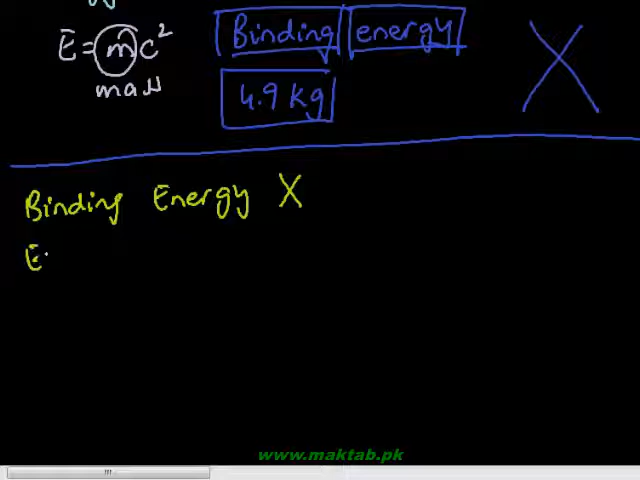 E = mc²
mass
Binding energy
4.9 kg
X
Binding Energy X
E
www.maktab.pk